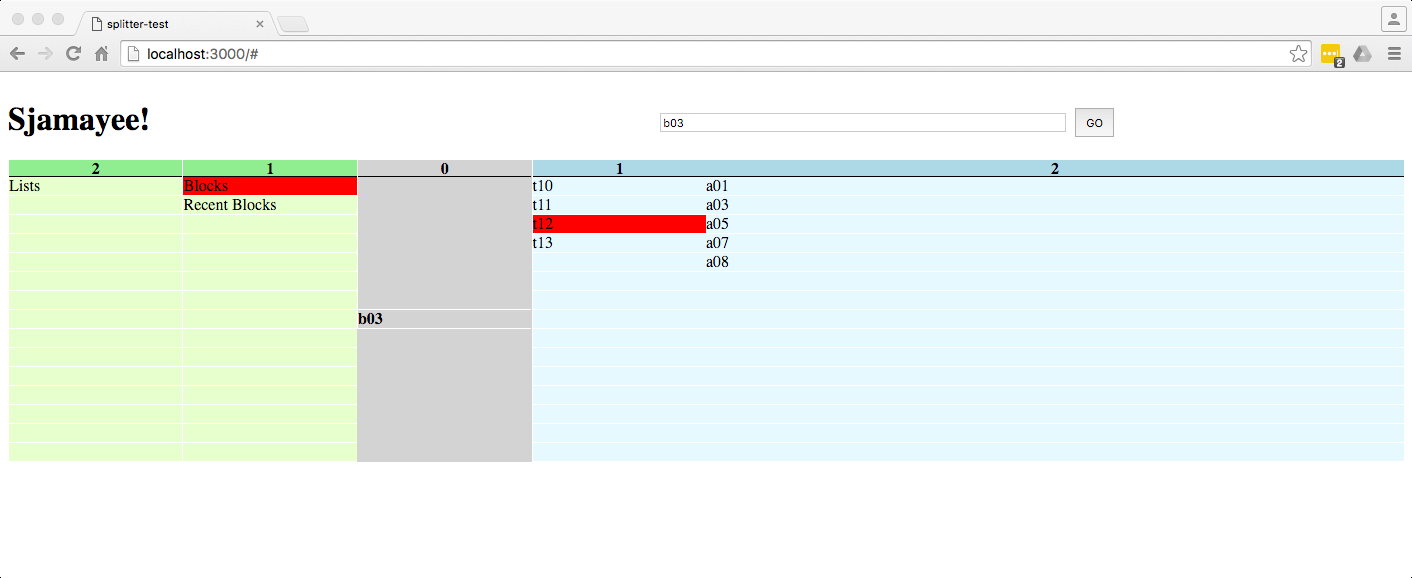 splitter-test
localhost:3000/#
2
Sjamayee!
b03
GO
2 1 0 1 2
Lists Blocks t10 a01
Recent Blocks t11 a03
t12 a05
t13 a07
a08
b03